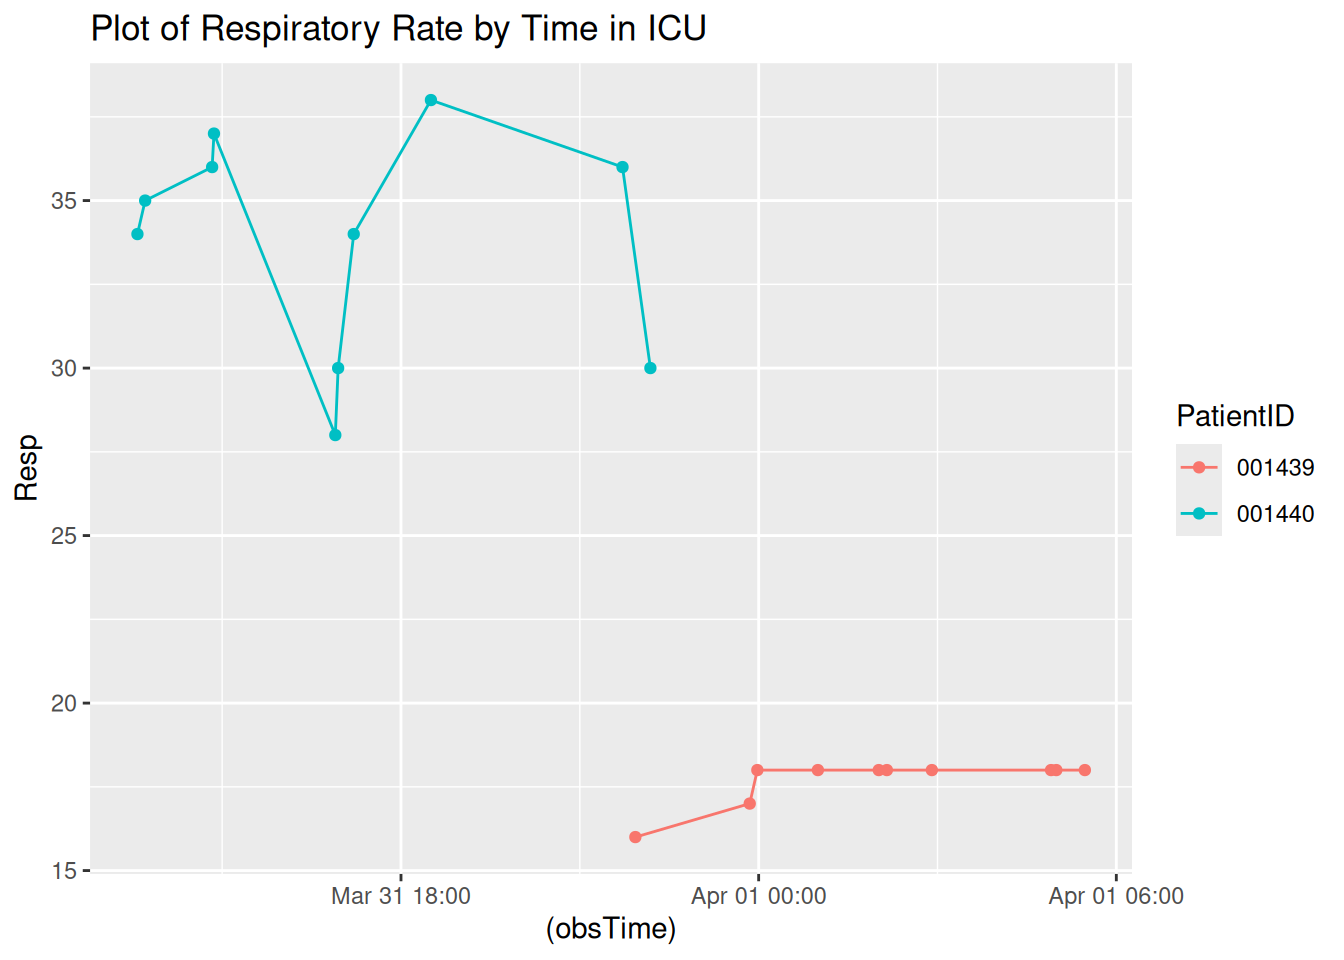 Plot of Respiratory Rate by Time in ICU
Resp
35
30
25
20
15
Mar 31 18:00
Apr 01 00:00
Apr 01 06:00
(obsTime)
PatientID
001439
001440